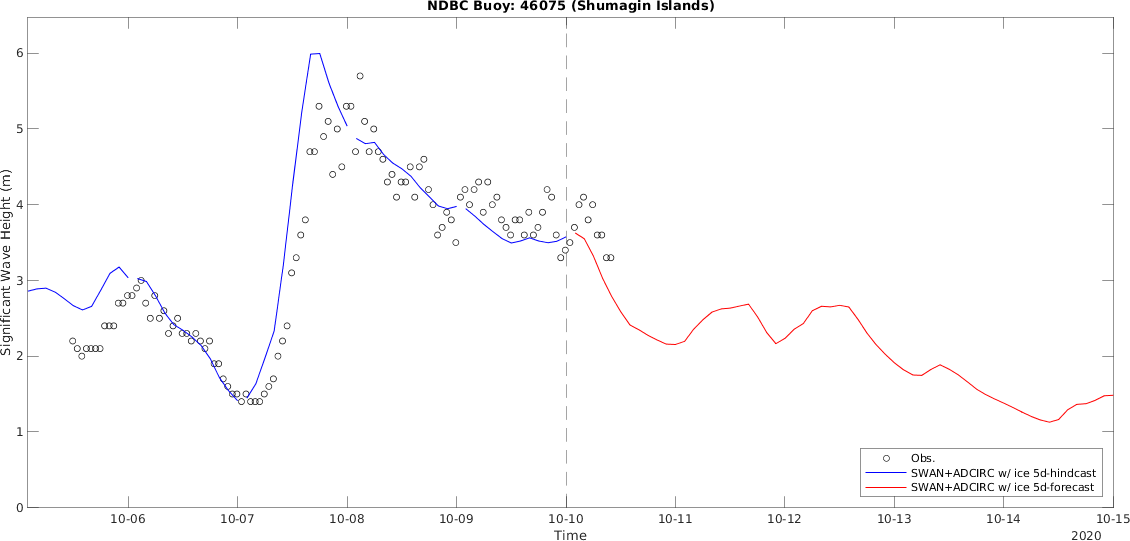 NDBC Buoy: 46075 (Shumagin Islands)
Significant Wave Height (m)
6
5
4
3
2
1
0
Obs.
SWAN+ADCIRC w/ ice 5d-hindcast
SWAN+ADCIRC w/ ice 5d-forecast
10-06 10-07 10-08 10-09 10-10 10-11 10-12 10-13 10-14 10-15
Time
2020